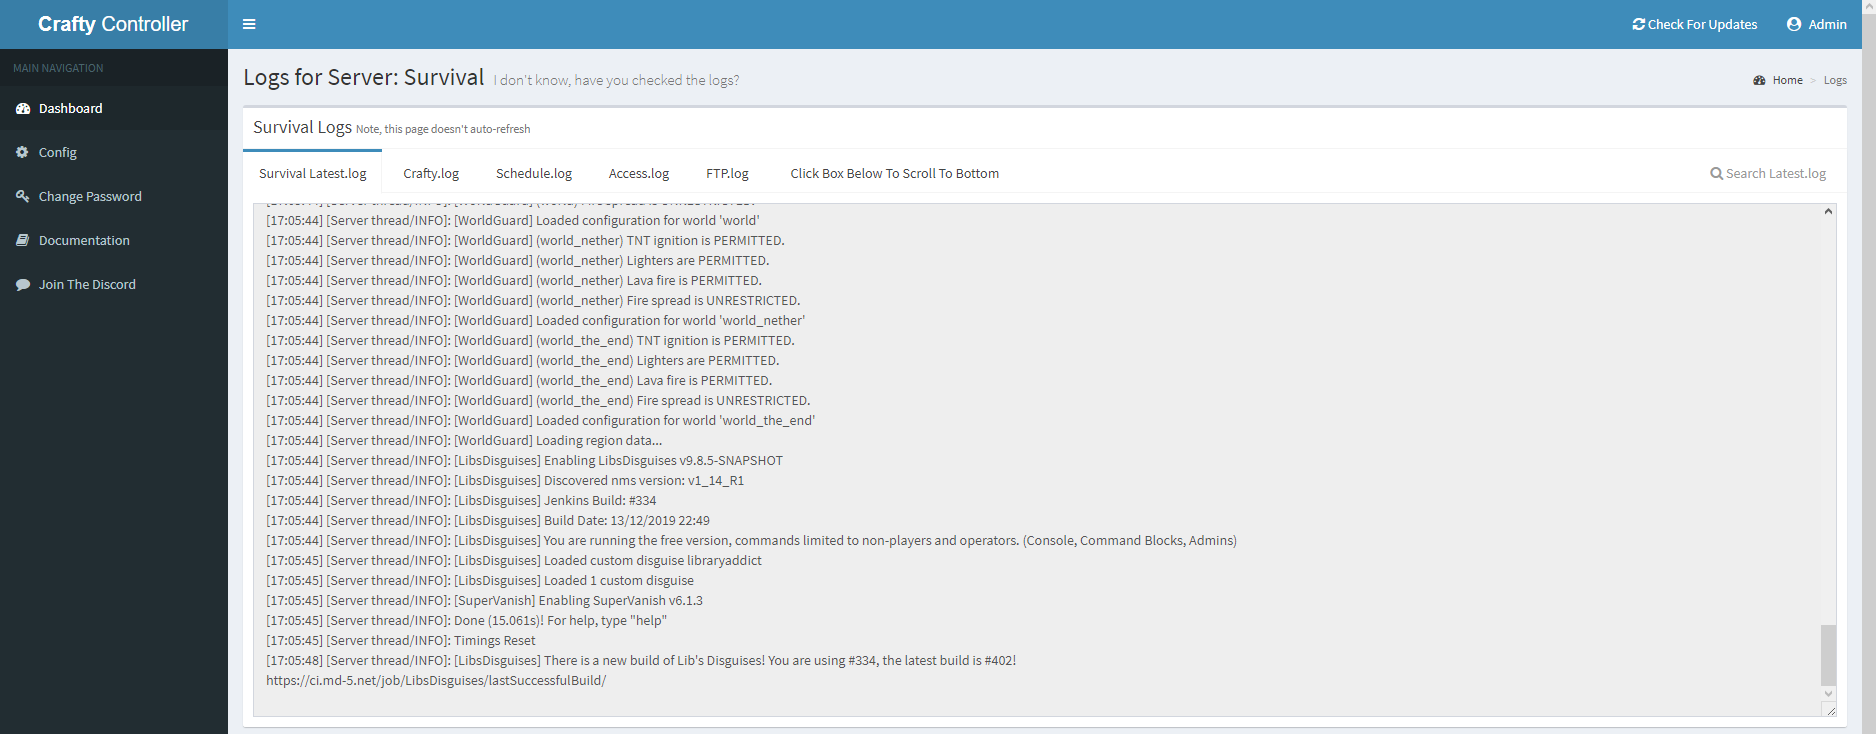 Crafty Controller
Check For Updates
Admin
MAIN NAVIGATION
Dashboard
Config
Change Password
Documentation
Join The Discord
Logs for Server: Survival I don't know, have you checked the logs?
Home > Logs
Survival Logs Note, this page doesn't auto-refresh
Survival Latest.log
Crafty.log
Schedule.log
Access.log
FTP.log
Click Box Below To Scroll To Bottom
Search Latest.log
[17:05:44] [Server thread/INFO]: [WorldGuard] (world) Fire spread is UNRESTRICTED.
[17:05:44] [Server thread/INFO]: [WorldGuard] Loaded configuration for world 'world'
[17:05:44] [Server thread/INFO]: [WorldGuard] (world_nether) TNT ignition is PERMITTED.
[17:05:44] [Server thread/INFO]: [WorldGuard] (world_nether) Lighters are PERMITTED.
[17:05:44] [Server thread/INFO]: [WorldGuard] (world_nether) Lava fire is PERMITTED.
[17:05:44] [Server thread/INFO]: [WorldGuard] (world_nether) Fire spread is UNRESTRICTED.
[17:05:44] [Server thread/INFO]: [WorldGuard] Loaded configuration for world 'world_nether'
[17:05:44] [Server thread/INFO]: [WorldGuard] (world_the_end) TNT ignition is PERMITTED.
[17:05:44] [Server thread/INFO]: [WorldGuard] (world_the_end) Lighters are PERMITTED.
[17:05:44] [Server thread/INFO]: [WorldGuard] (world_the_end) Lava fire is PERMITTED.
[17:05:44] [Server thread/INFO]: [WorldGuard] (world_the_end) Fire spread is UNRESTRICTED.
[17:05:44] [Server thread/INFO]: [WorldGuard] Loaded configuration for world 'world_the_end'
[17:05:44] [Server thread/INFO]: [WorldGuard] Loading region data...
[17:05:44] [Server thread/INFO]: [LibsDisguises] Enabling LibsDisguises v9.8.5-SNAPSHOT
[17:05:44] [Server thread/INFO]: [LibsDisguises] Discovered nms version: v1_14_R1
[17:05:44] [Server thread/INFO]: [LibsDisguises] Jenkins Build: #334
[17:05:44] [Server thread/INFO]: [LibsDisguises] Build Date: 13/12/2019 22:49
[17:05:44] [Server thread/INFO]: [LibsDisguises] You are running the free version, commands limited to non-players and operators. (Console, Command Blocks, Admins)
[17:05:45] [Server thread/INFO]: [LibsDisguises] Loaded custom disguise libraryaddict
[17:05:45] [Server thread/INFO]: [LibsDisguises] Loaded 1 custom disguise
[17:05:45] [Server thread/INFO]: [SuperVanish] Enabling SuperVanish v6.1.3
[17:05:45] [Server thread/INFO]: Done (15.061s)! For help, type "help"
[17:05:45] [Server thread/INFO]: Timings Reset
[17:05:48] [Server thread/INFO]: [LibsDisguises] There is a new build of Lib's Disguises! You are using #334, the latest build is #402!
https://ci.md-5.net/job/LibsDisguises/lastSuccessfulBuild/